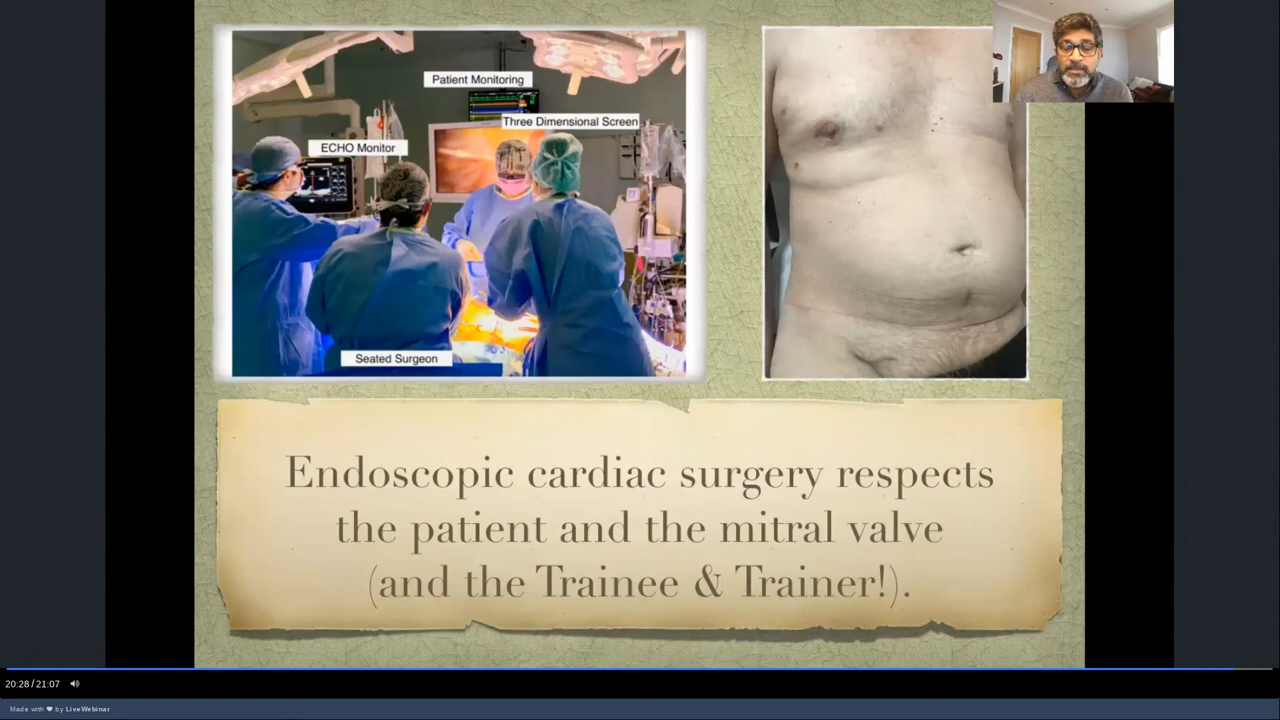 Patient Monitoring
Three Dimensional Screen
ECHO Monitor
Seated Surgeon
Endoscopic cardiac surgery respects
the patient and the mitral valve
(and the Trainee & Trainer!).
20:28 / 21:07
Made with ❤ by LiveWebinar